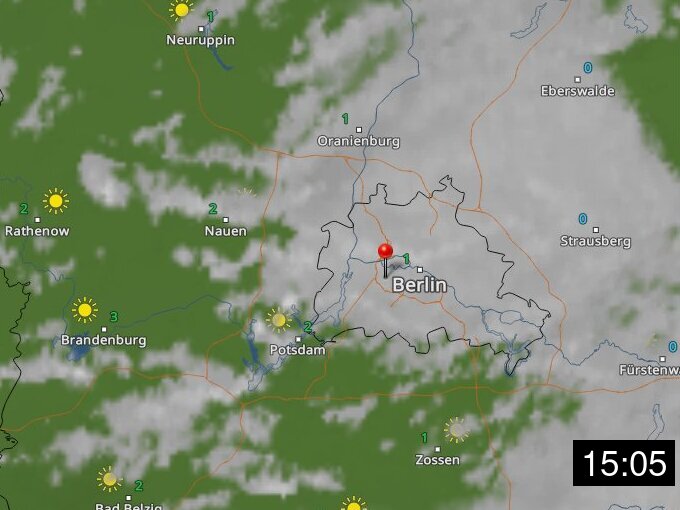 1
Neuruppin
0
Eberswalde
1
Oranienburg
2
Rathenow
2
Nauen
0
Strausberg
1
Berlin
3
Brandenburg
2
Potsdam
0
Fürstenwa
1
Zossen
2
Bad Belzig
15:05